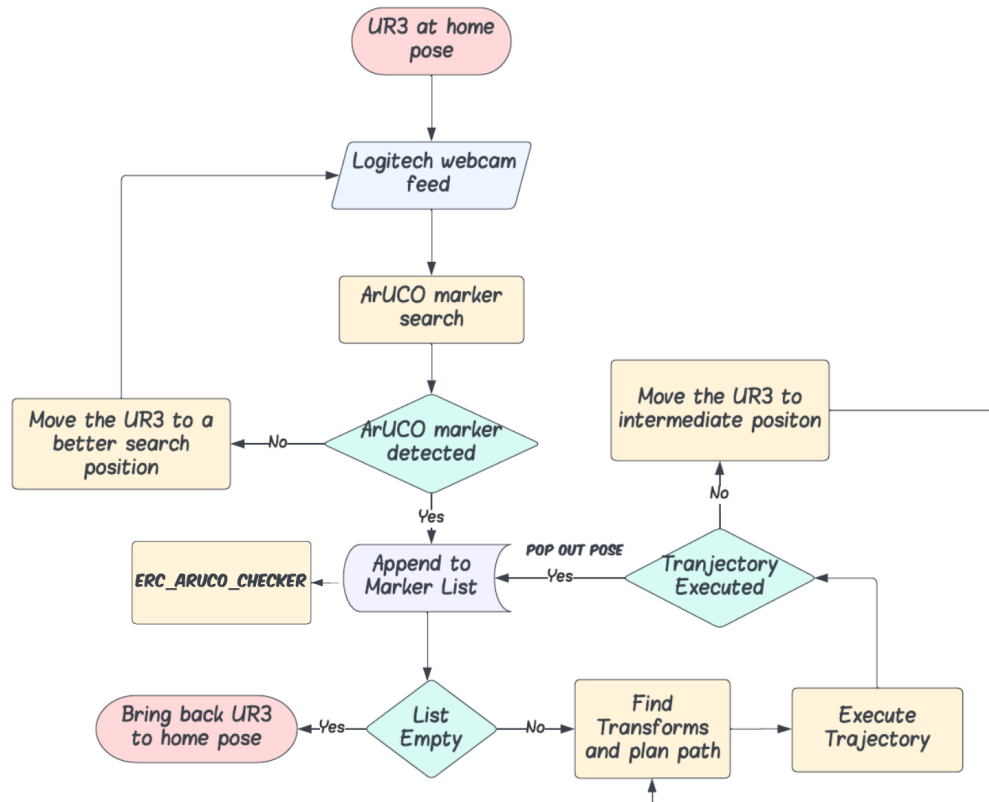 UR3 at home
pose
Logitech webcam
feed
ArUCO marker
search
Move the UR3 to a
better search
position
No
ArUCO marker
detected
Yes
Move the UR3 to
intermediate positon
No
ERC_ARUCO_CHECKER
Append to
Marker List
POP OUT POSE
Yes
Tranjectory
Executed
Bring back UR3
to home pose
Yes
List
Empty
No
Find
Transforms
and plan path
Execute
Trajectory